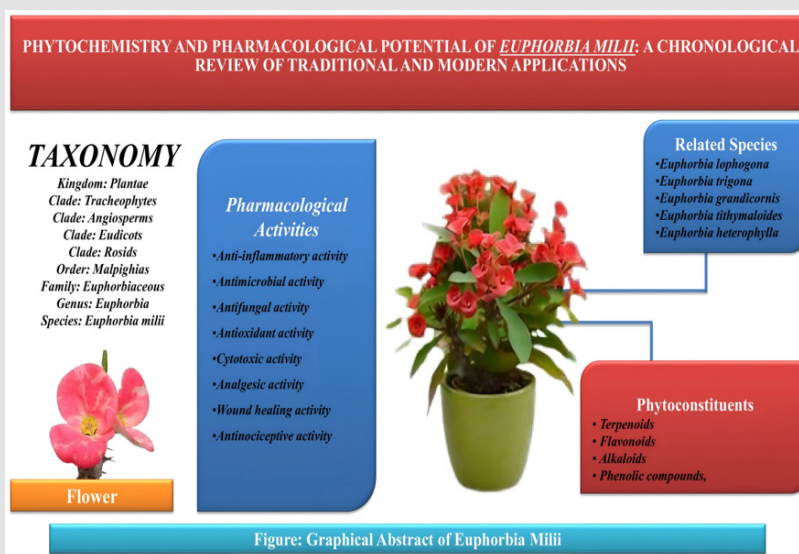 PHYTOCHEMISTRY AND PHARMACOLOGICAL POTENTIAL OF EUPHORBIA MILII: A CHRONOLOGICAL
REVIEW OF TRADITIONAL AND MODERN APPLICATIONS
TAXONOMY
Kingdom: Plantae
Clade: Tracheophytes
Clade: Angiosperms
Clade: Eudicots
Clade: Rosids
Order: Malpighias
Family: Euphorbiaceous
Genus: Euphorbia
Species: Euphorbia milii
Flower
Pharmacological
Activities
•Anti-inflammatory activity
•Antimicrobial activity
•Antifungal activity
•Antioxidant activity
•Cytotoxic activity
•Analgesic activity
•Wound healing activity
•Antinociceptive activity
Related Species
•Euphorbia lophogona
•Euphorbia trigona
•Euphorbia grandicornis
•Euphorbia tithymaloides
•Euphorbia heterophylla
Phytoconstituents
• Terpenoids
• Flavonoids
• Alkaloids
• Phenolic compounds,
Figure: Graphical Abstract of Euphorbia Milii